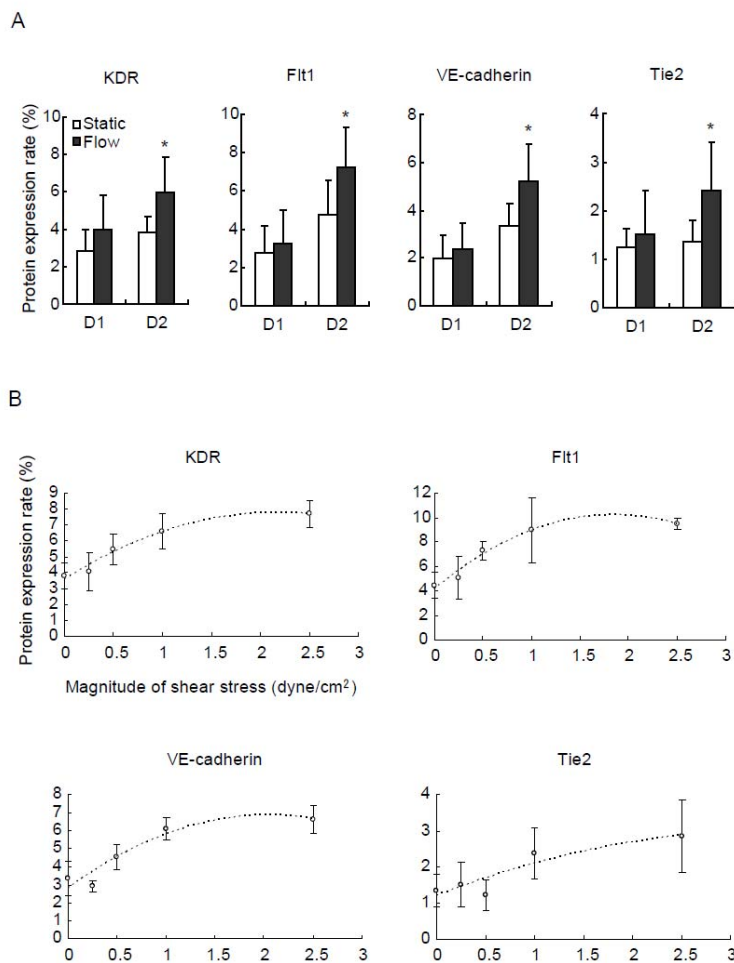 A
KDR
Flt1
VE-cadherin
Tie2
Protein expression rate (%)
Static
Flow
10
8
6
4
2
0
*
D1
D2
10
8
6
4
2
0
*
D1
D2
8
6
4
2
0
*
D1
D2
4
3
2
1
0
*
D1
D2
B
KDR
Protein expression rate (%)
9
8
7
6
5
4
3
2
1
0
0 0.5 1 1.5 2 2.5 3
Magnitude of shear stress (dyne/cm²)
Flt1
12
10
8
6
4
2
0
0 0.5 1 1.5 2 2.5 3
VE-cadherin
8
7
6
5
4
3
2
1
0
0 0.5 1 1.5 2 2.5 3
Tie2
4
3
2
1
0
0 0.5 1 1.5 2 2.5 3